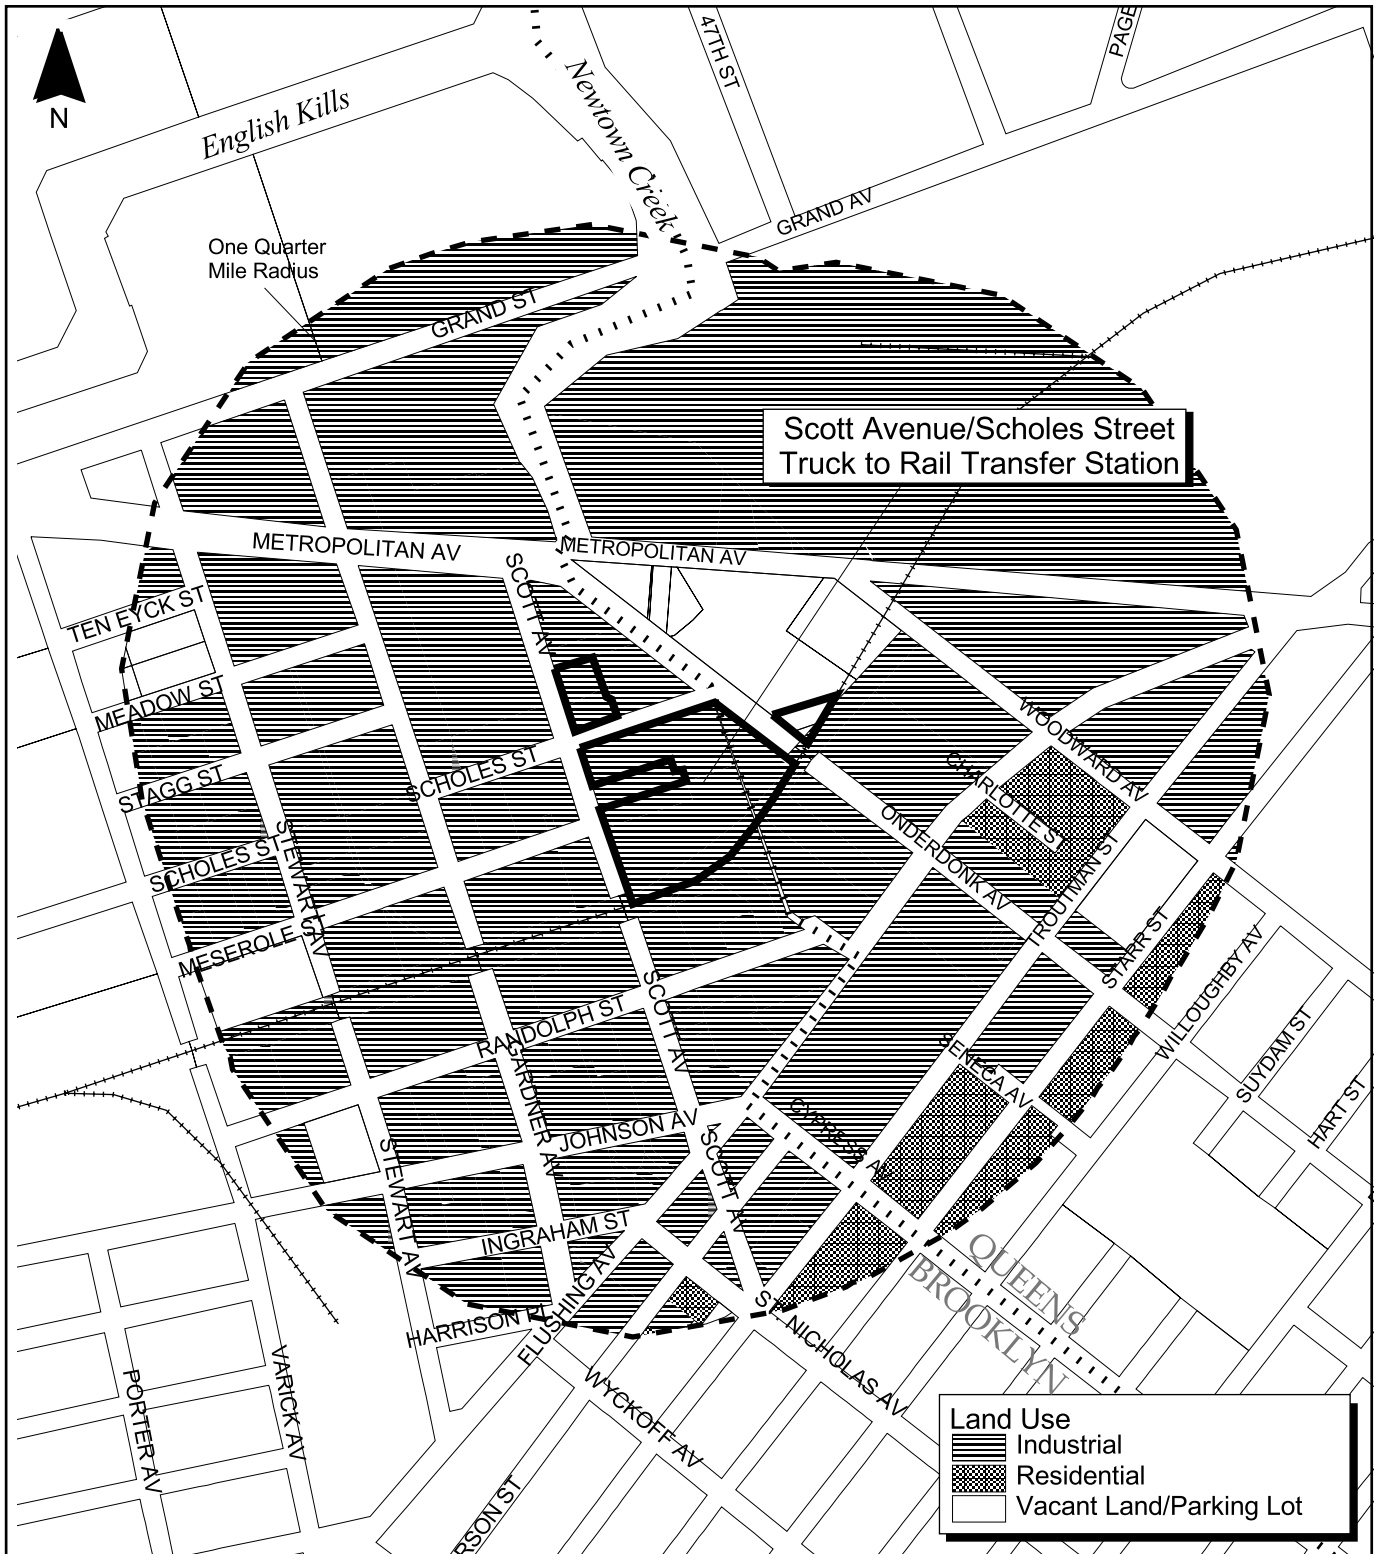 47TH ST
PAGE
N
English Kills
Newtown Creek
GRAND AV
One Quarter
Mile Radius
GRAND ST
Scott Avenue/Scholes Street
Truck to Rail Transfer Station
METROPOLITAN AV
METROPOLITAN AV
SCOTT AV
TEN EYCK ST
MEADOW ST
STAGG ST
SCHOLES ST
SCHOLES ST
STEWART AV
MESEROLE S
WOODWARD AV
CHARLOTTE ST
ONDERDONK AV
TROUTMAN ST
STARR ST
WILLOUGHBY AV
SUYDAM ST
HART ST
SCOTT AV
RANDOLPH ST
GARDNER AV
SENECA AV
CYPRESS AV
JOHNSON AV
SCOTT AV
STEWART AV
INGRAHAM ST
FLUSHING AV
HARRISON PL
ST NICHOLAS AV
QUEENS
BROOKLYN
WYCKOFF AV
VARICK AV
PORTER AV
RSON ST
Land Use
Industrial
Residential
Vacant Land/Parking Lot